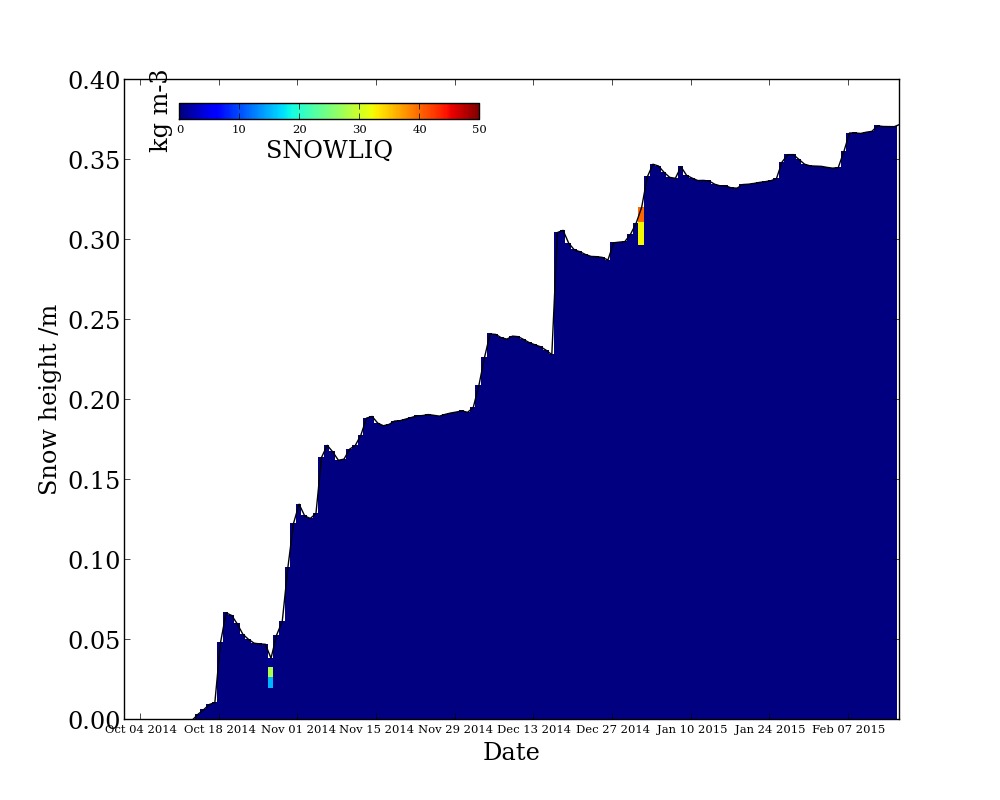 0.40
0.35
0.30
0.25
0.20
0.15
0.10
0.05
0.00
Snow height /m
kg m-3
0 10 20 30 40 50
SNOWLIQ
Oct 04 2014 Oct 18 2014 Nov 01 2014 Nov 15 2014 Nov 29 2014 Dec 13 2014 Dec 27 2014 Jan 10 2015 Jan 24 2015 Feb 07 2015
Date